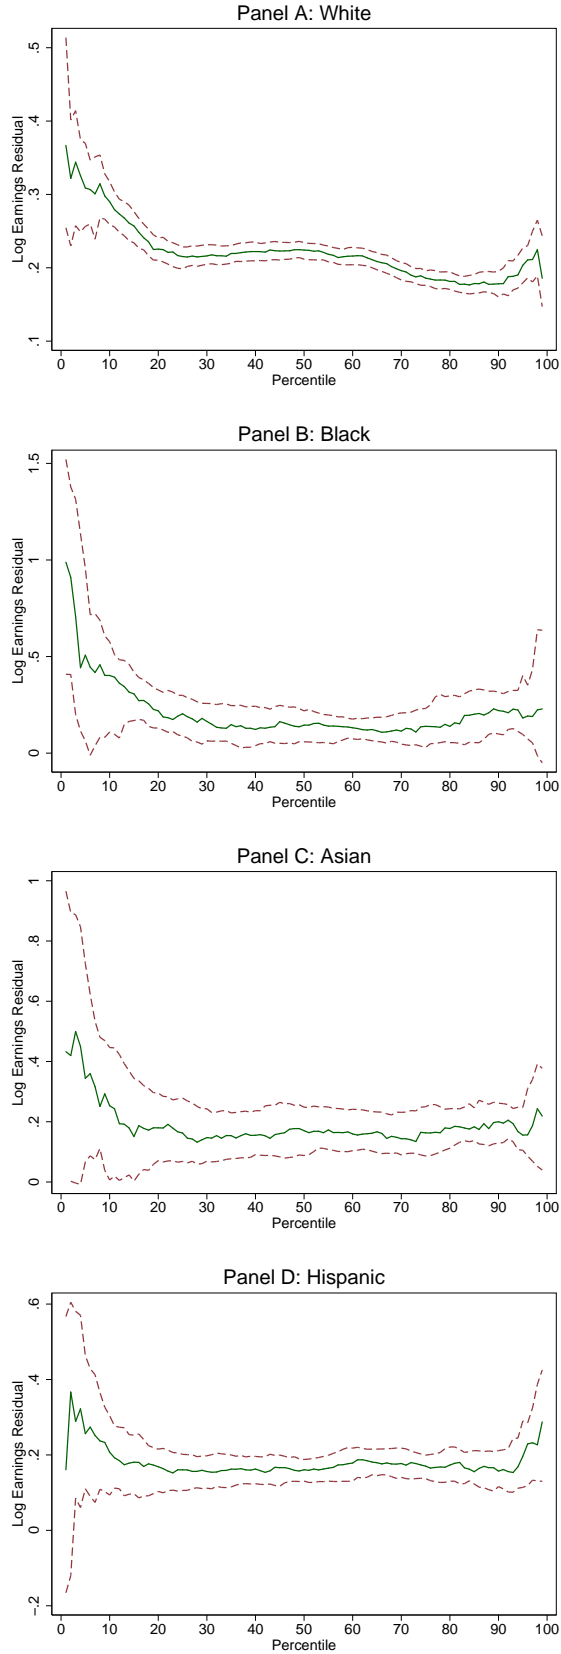 Panel A: White
Log Earnings Residual
.5
.4
.3
.2
.1
0 10 20 30 40 50 60 70 80 90 100
Percentile
Panel B: Black
Log Earnings Residual
1.5
1
.5
0
0 10 20 30 40 50 60 70 80 90 100
Percentile
Panel C: Asian
Log Earnings Residual
1
.8
.6
.4
.2
0
0 10 20 30 40 50 60 70 80 90 100
Percentile
Panel D: Hispanic
Log Earnings Residual
.6
.4
.2
0
-.2
0 10 20 30 40 50 60 70 80 90 100
Percentile